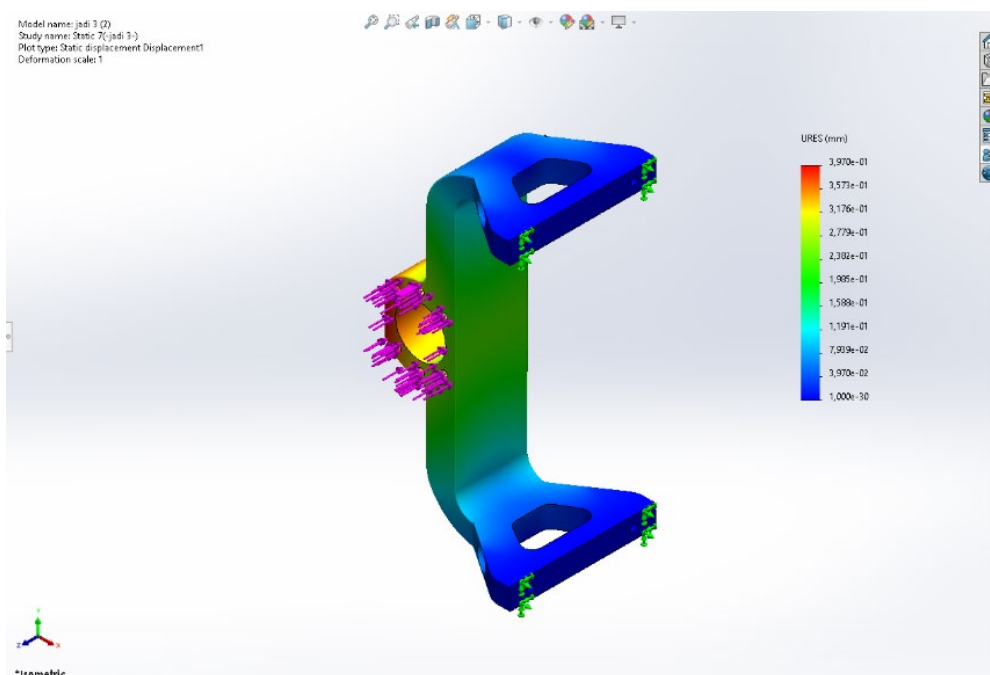 Model name: jadi 3 (2)
Study name: Static 7(-jadi 3-)
Plot type: Static displacement Displacement1
Deformation scale: 1
URES (mm)
3,970e-01
3,573e-01
3,176e-01
2,779e-01
2,382e-01
1,985e-01
1,588e-01
1,191e-01
7,939e-02
3,970e-02
1,000e-30
Y
Z
X
*Isometric